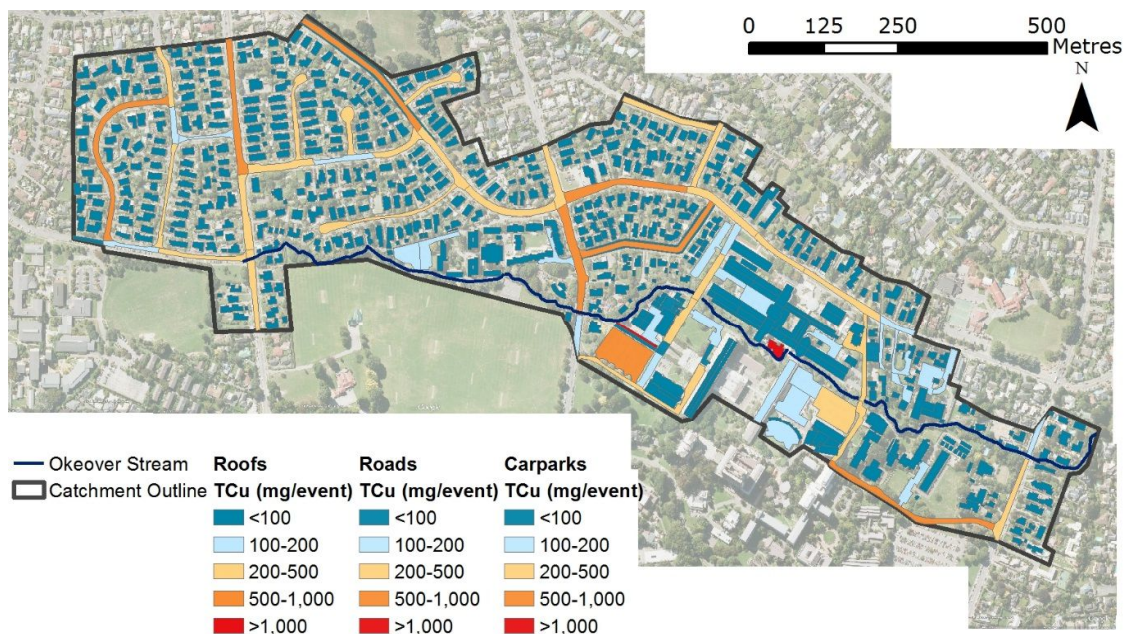 0 125 250 500
Metres
N
Okeover Stream
Catchment Outline
Roofs
TCu (mg/event)
<100
100-200
200-500
500-1,000
>1,000
Roads
TCu (mg/event)
<100
100-200
200-500
500-1,000
>1,000
Carparks
TCu (mg/event)
<100
100-200
200-500
500-1,000
>1,000